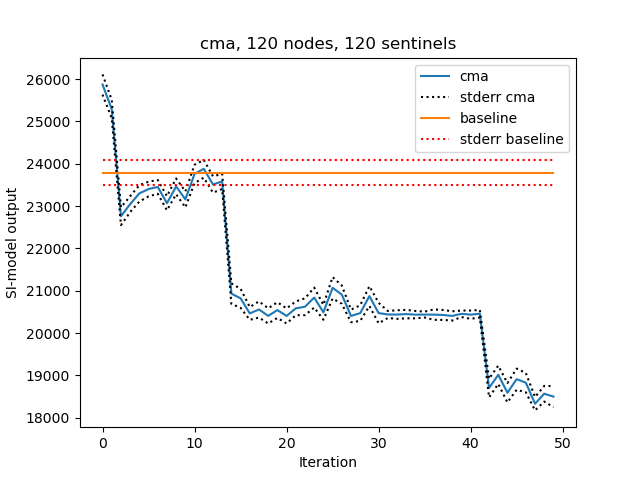 cma, 120 nodes, 120 sentinels
cma
stderr cma
baseline
stderr baseline
SI-model output
26000
25000
24000
23000
22000
21000
20000
19000
18000
0 10 20 30 40 50
Iteration